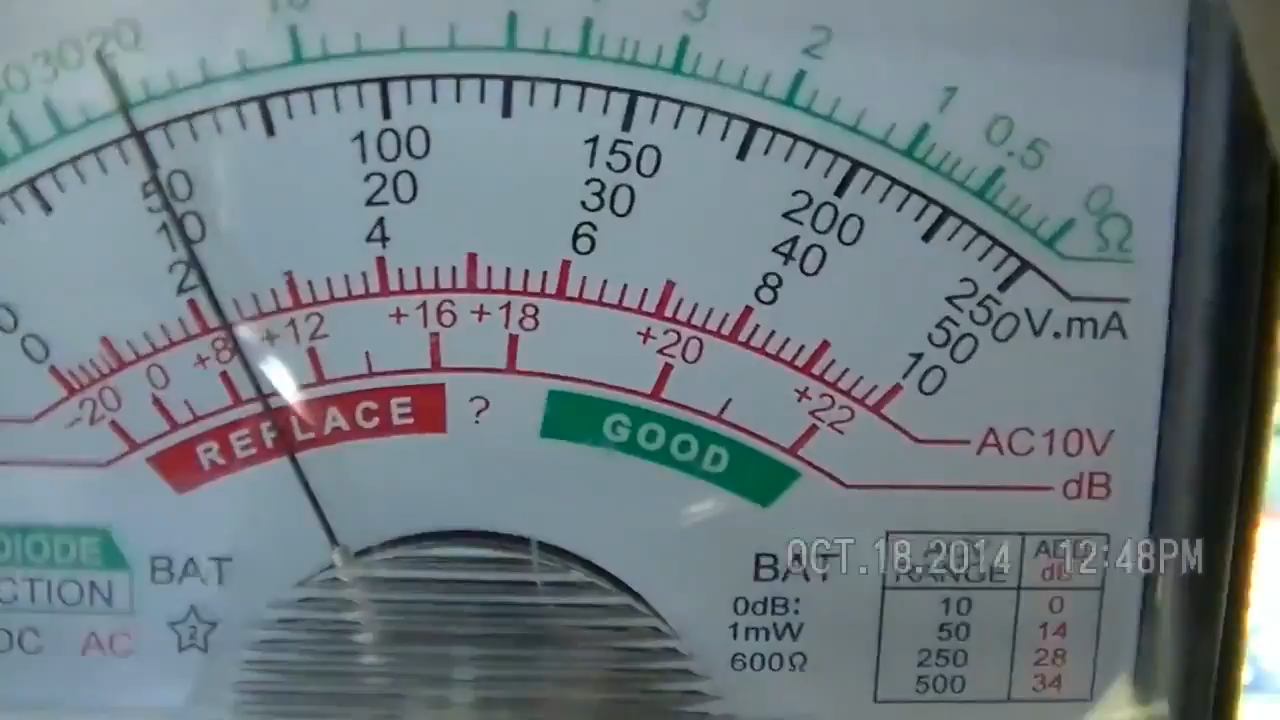 30 20 10 3 2 1 0.5 0Ω
50 100 150 200 250 V.mA
0 10 20 30 40 50
0 2 4 6 8 10 AC10V
-20 0 +8 +12 +16 +18 +20 +22 dB
REPLACE ? GOOD
DIODE
CTION
DC AC
BAT
2
BAT
0dB:
1mW
600Ω
OCT.18.2014 12:48PM
RANGE dB
10 0
50 14
250 28
500 34